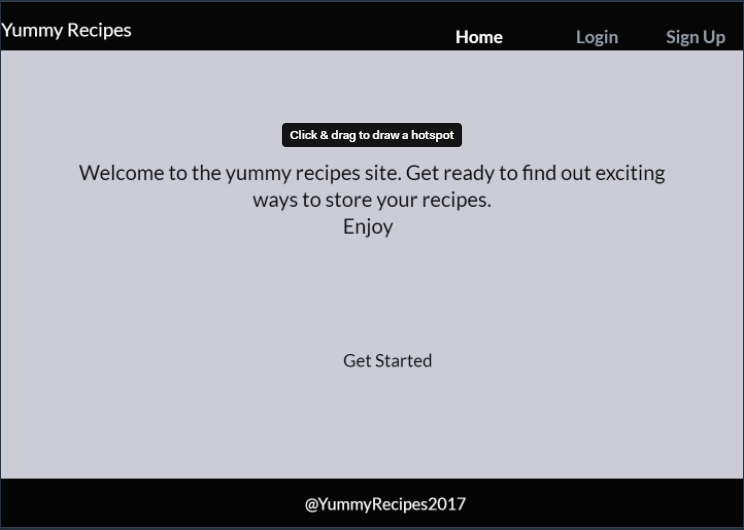 Yummy Recipes
Home Login Sign Up
Click & drag to draw a hotspot
Welcome to the yummy recipes site. Get ready to find out exciting
ways to store your recipes.
Enjoy
Get Started
@YummyRecipes2017